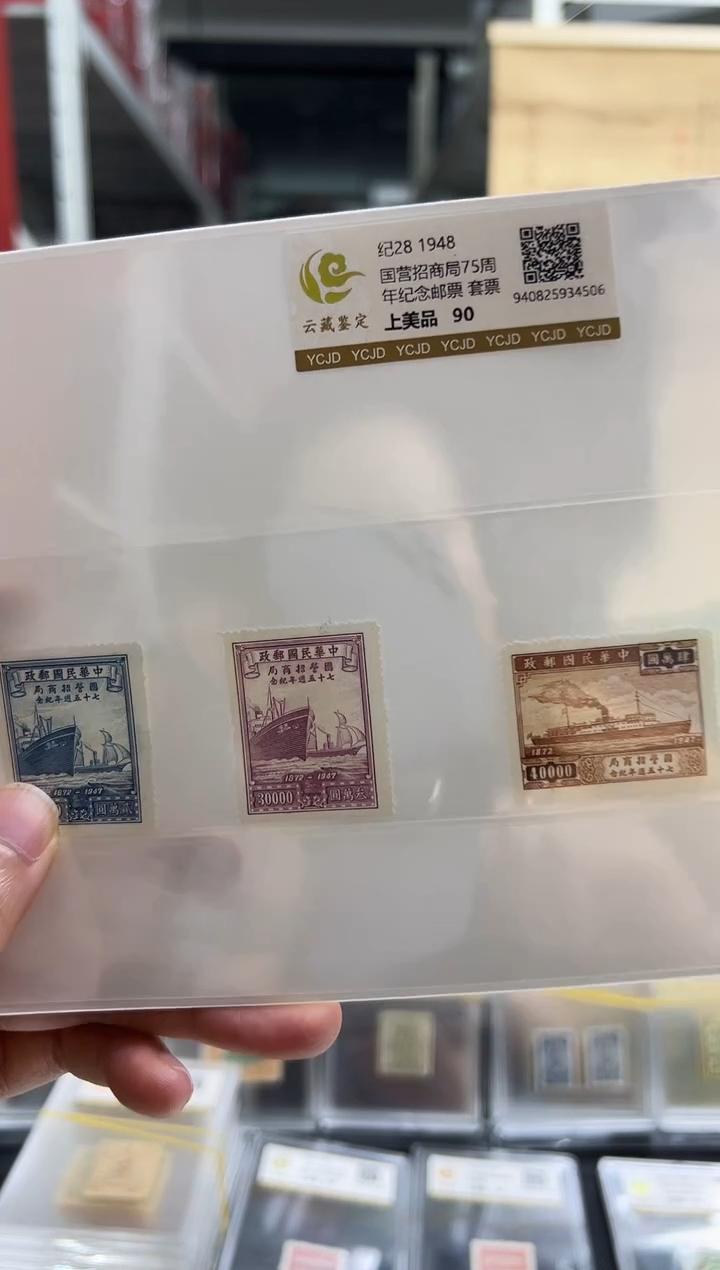 纪28 1948
国营招商局75周
年纪念邮票 套票
上美品 90
云藏鉴定
940825934506
YCJD YCJD YCJD YCJD YCJD YCJD YCJD
政郵國民華中
局商招營國
念紀年週五十七
1872 - 1947
圓萬貳
政郵國民華中
局商招營國
念紀年週五十七
1872 - 1947
30000
圓萬叁
政郵國民華中
圓萬肆
1872
1947
40000
局商招營國
念紀年週五十七